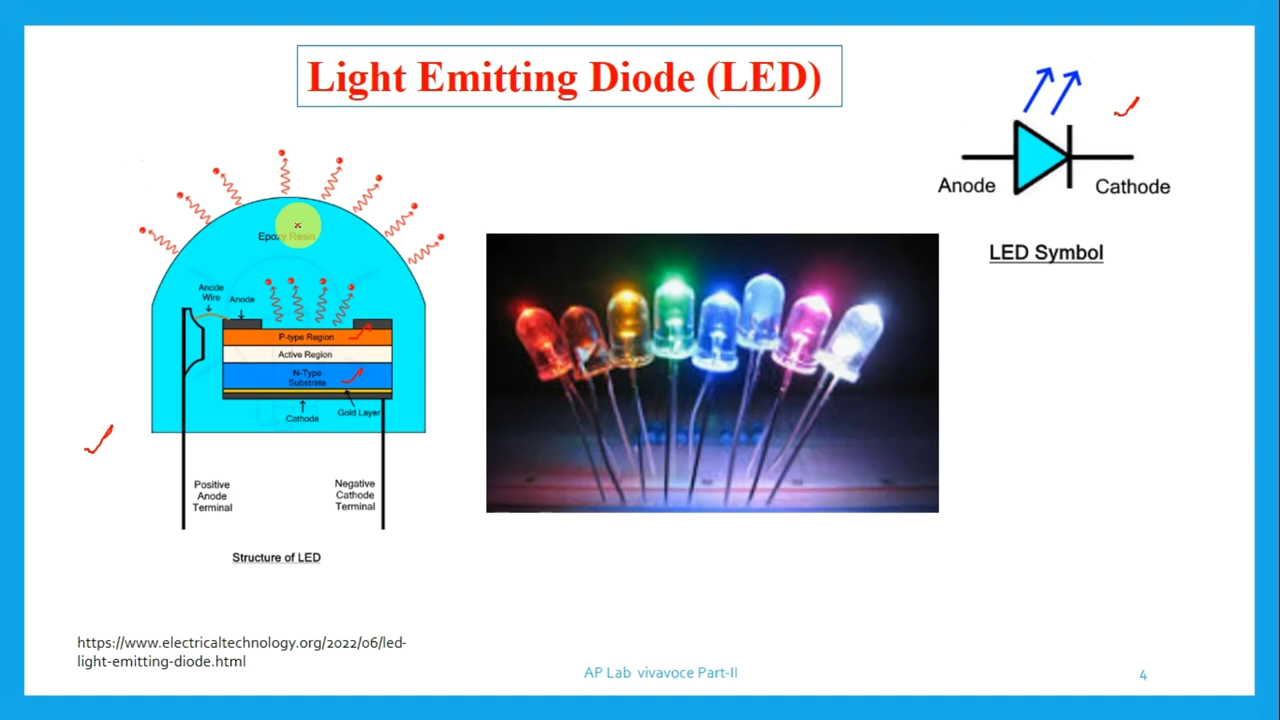 Light Emitting Diode (LED)
Anode
Cathode
LED Symbol
Epoxy Resin
Anode
Wire
Anode
P-type Region
Active Region
N-Type
Substrate
Cathode
Gold Layer
Positive
Anode
Terminal
Negative
Cathode
Terminal
Structure of LED
https://www.electricaltechnology.org/2022/06/led-
light-emitting-diode.html
AP Lab vivavoce Part-II
4